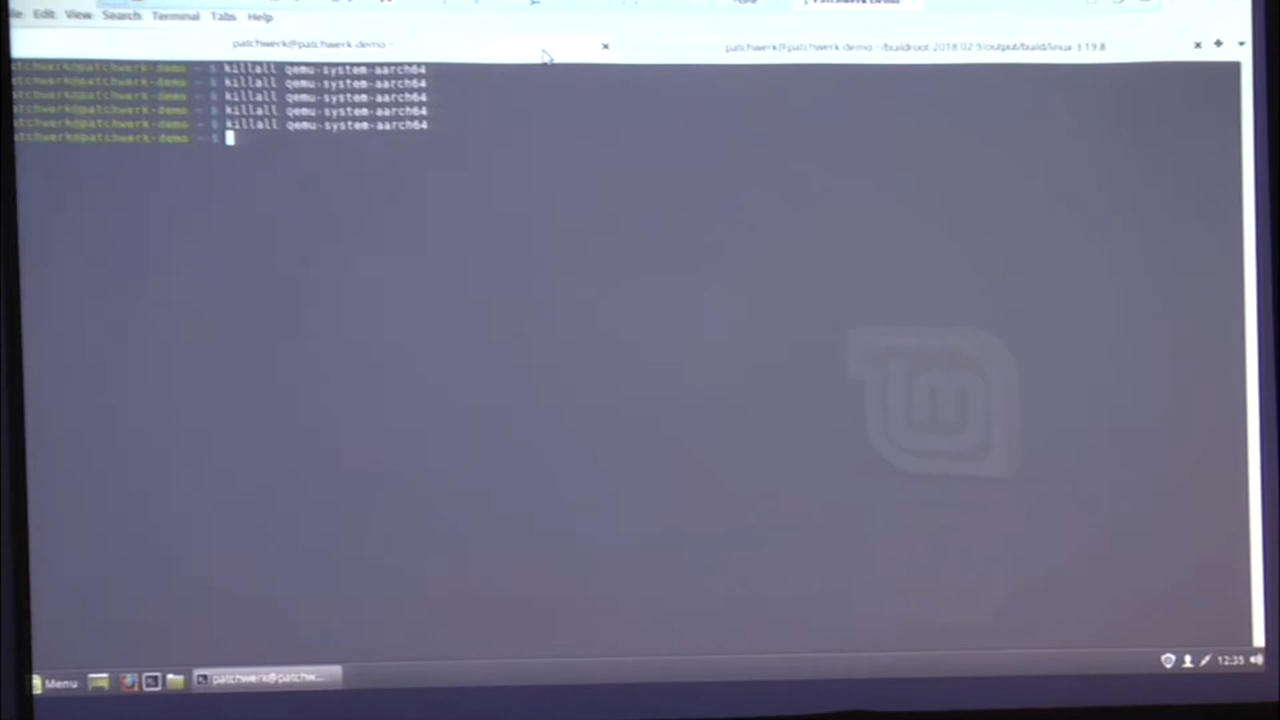 Edit View Search Terminal Tabs Help
patchwerk@patchwerk-demo ~
patchwerk@patchwerk-demo ~/buildroot-2018.02.9/output/build/linux-3.19.8
patchwerk@patchwerk-demo ~ $ killall qemu-system-aarch64
patchwerk@patchwerk-demo ~ $ killall qemu-system-aarch64
patchwerk@patchwerk-demo ~ $ killall qemu-system-aarch64
patchwerk@patchwerk-demo ~ $ killall qemu-system-aarch64
patchwerk@patchwerk-demo ~ $ killall qemu-system-aarch64
patchwerk@patchwerk-demo ~ $
Menu
patchwerk@patchw...
12:35